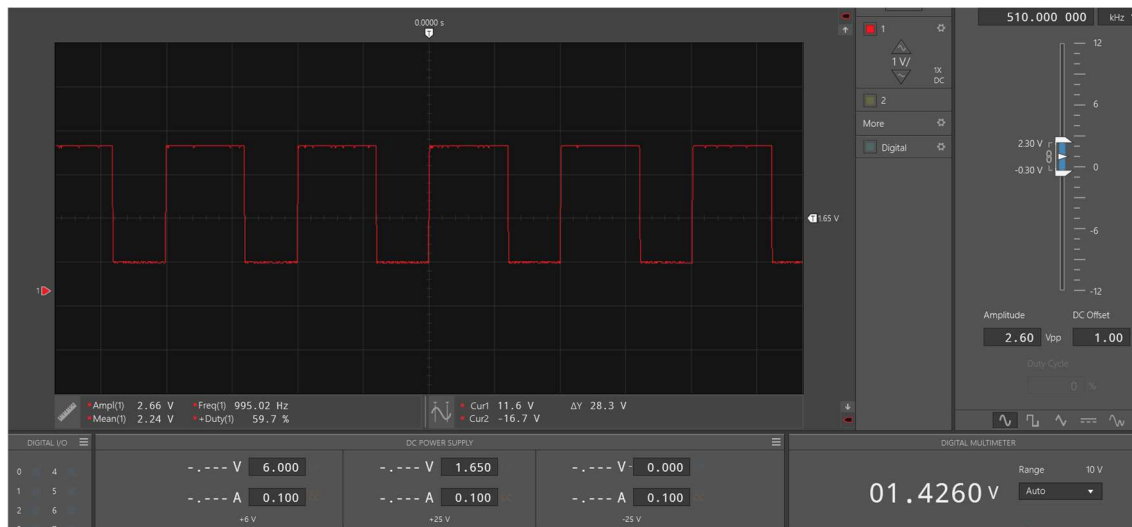 0.0000 s
T
510.000 000 kHz
1
1 V/
1X
DC
2
More
Digital
12
6
2.30 V
0
-0.30 V
-6
-12
T 1.65 V
1
Amplitude DC Offset
2.60 Vpp 1.00
Duty Cycle
0 %
Ampl(1) 2.66 V Freq(1) 995.02 Hz Cur1 11.6 V ΔY 28.3 V
Mean(1) 2.24 V +Duty(1) 59.7 % Cur2 -16.7 V
DIGITAL I/O DC POWER SUPPLY DIGITAL MULTIMETER
0 4 -.--- V 6.000 -.--- V 1.650 -.--- V - 0.000 Range 10 V
1 5 01.4260 V Auto
2 6 -.--- A 0.100 -.--- A 0.100 -.--- A 0.100
+6 V +25 V -25 V